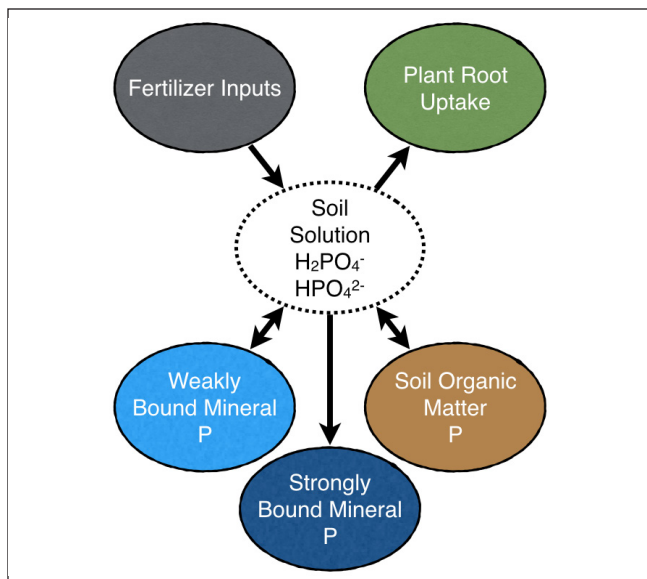 Fertilizer Inputs
Plant Root
Uptake
Soil
Solution
H₂PO₄⁻
HPO₄²⁻
Weakly
Bound Mineral
P
Soil Organic
Matter
P
Strongly
Bound Mineral
P